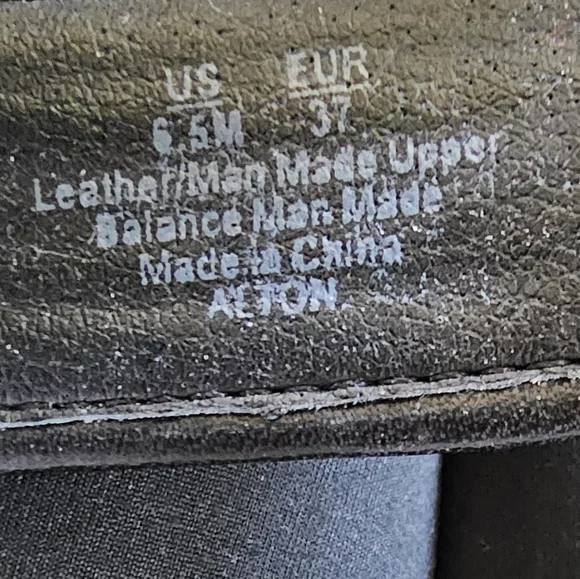 US EUR
6.5M 37
Leather/Man Made Upper
Balance Man Made
Made in China
ALTON